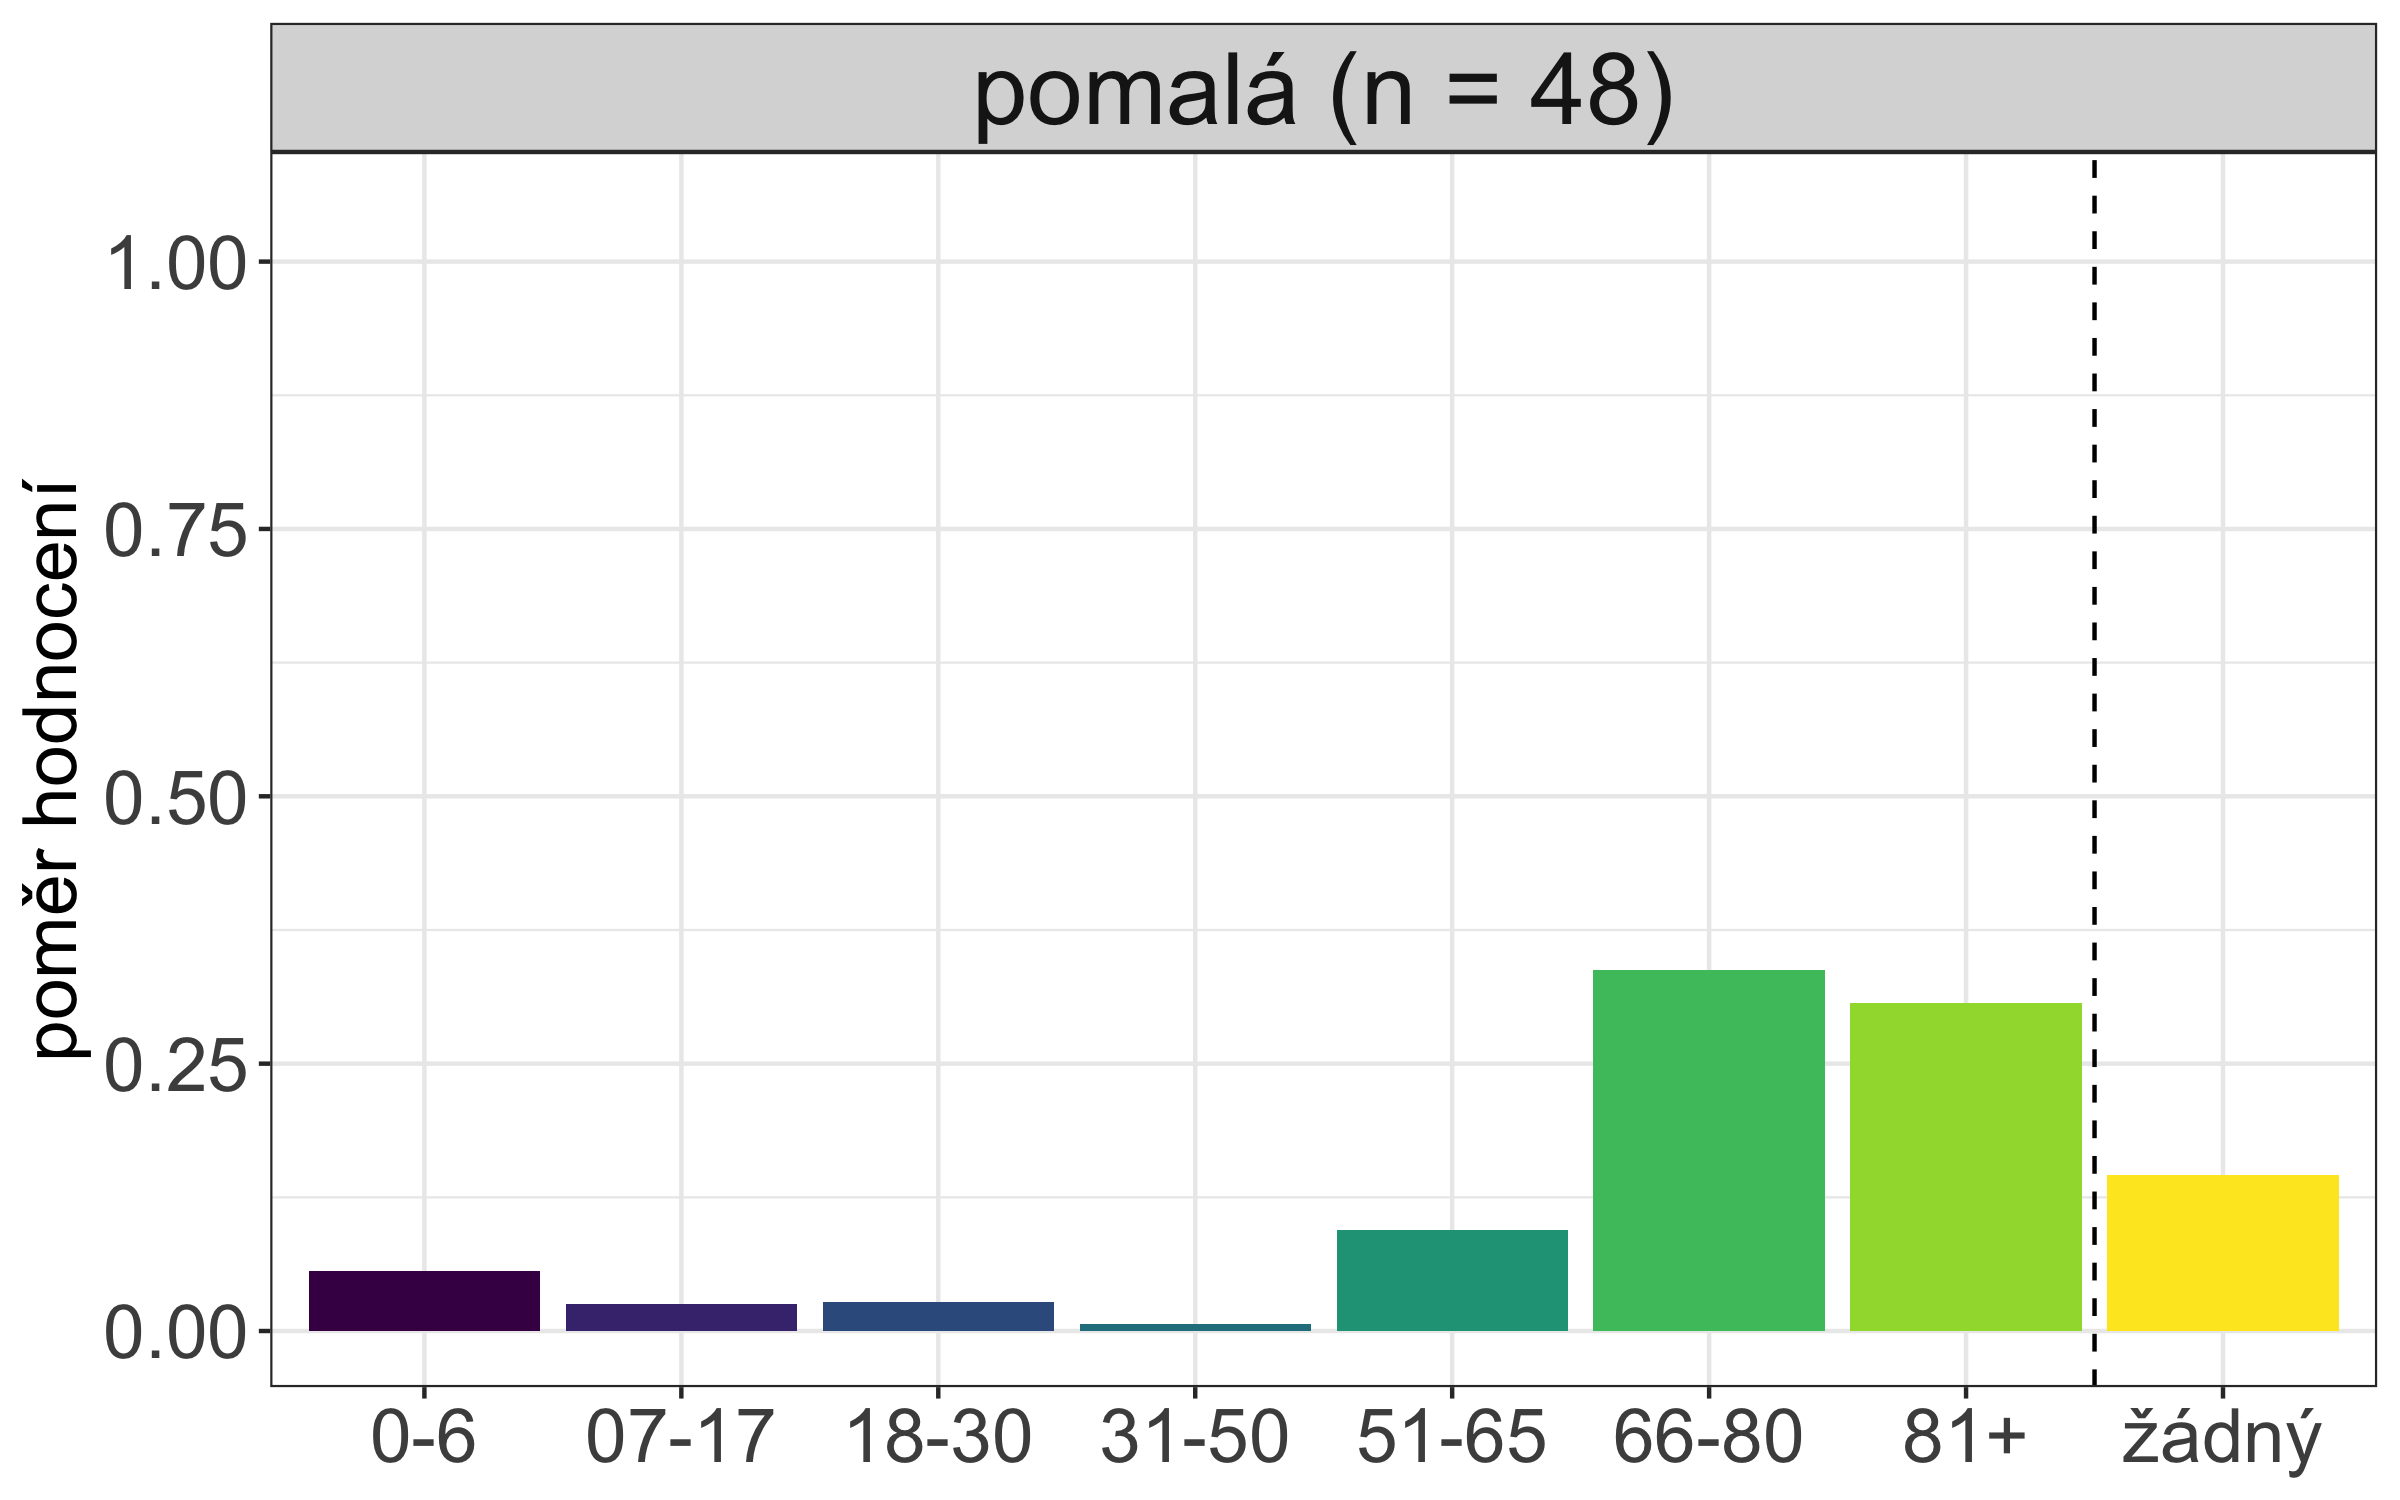 pomalá (n = 48)
poměr hodnocení
1.00
0.75
0.50
0.25
0.00
0-6 07-17 18-30 31-50 51-65 66-80 81+ žádný